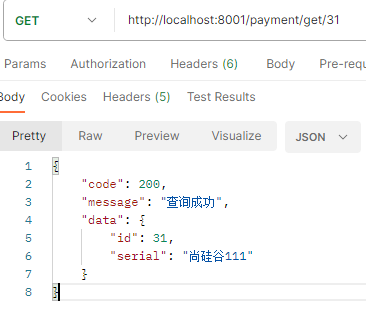 GET http://localhost:8001/payment/get/31
Params Authorization Headers (6) Body Pre-requ
Body Cookies Headers (5) Test Results
Pretty Raw Preview Visualize JSON
1 {
2 "code": 200,
3 "message": "查询成功",
4 "data": {
5 "id": 31,
6 "serial": "尚硅谷111"
7 }
8 }